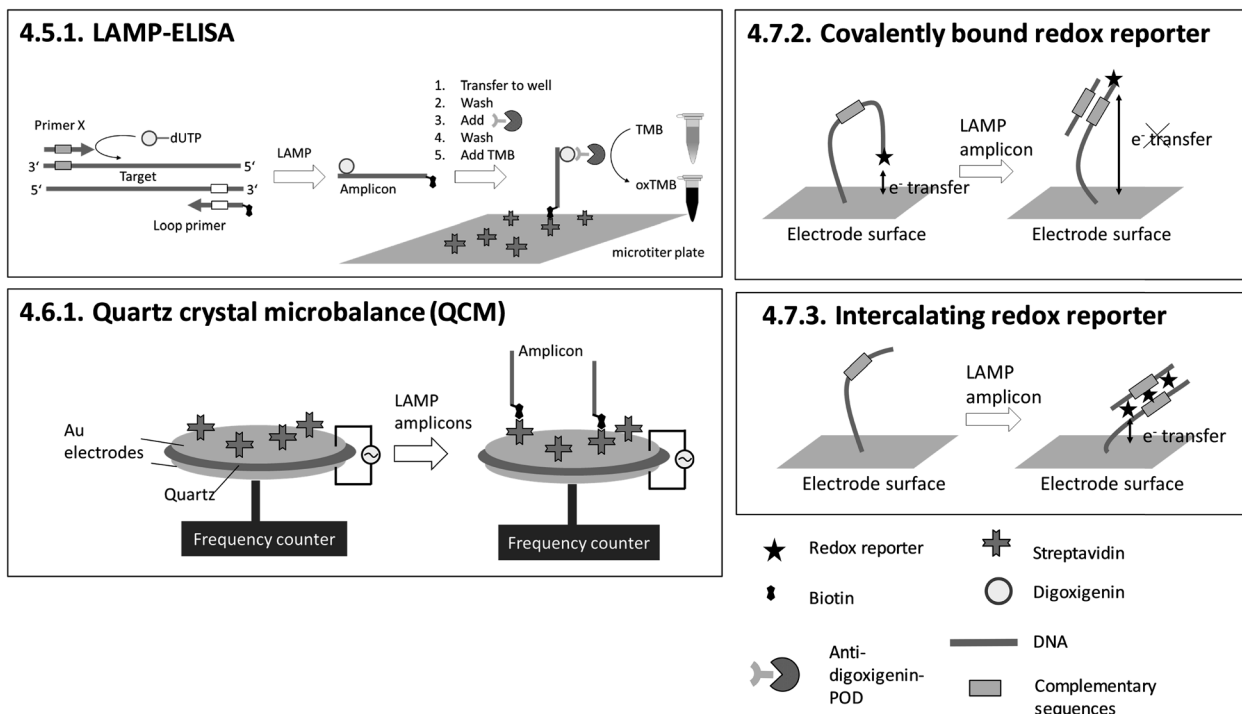 4.5.1. LAMP-ELISA
Primer X
dUTP
3‘
5‘
Target
5‘
3‘
Loop primer
LAMP
Amplicon
1. Transfer to well
2. Wash
3. Add
4. Wash
5. Add TMB
TMB
oxTMB
microtiter plate
4.7.2. Covalently bound redox reporter
e⁻ transfer
Electrode surface
LAMP
amplicon
e⁻ transfer
Electrode surface
4.6.1. Quartz crystal microbalance (QCM)
Au
electrodes
Quartz
Frequency counter
LAMP
amplicons
Amplicon
Frequency counter
4.7.3. Intercalating redox reporter
Electrode surface
LAMP
amplicon
e⁻ transfer
Electrode surface
Redox reporter
Streptavidin
Biotin
Digoxigenin
Anti-
digoxigenin-
POD
DNA
Complementary
sequences